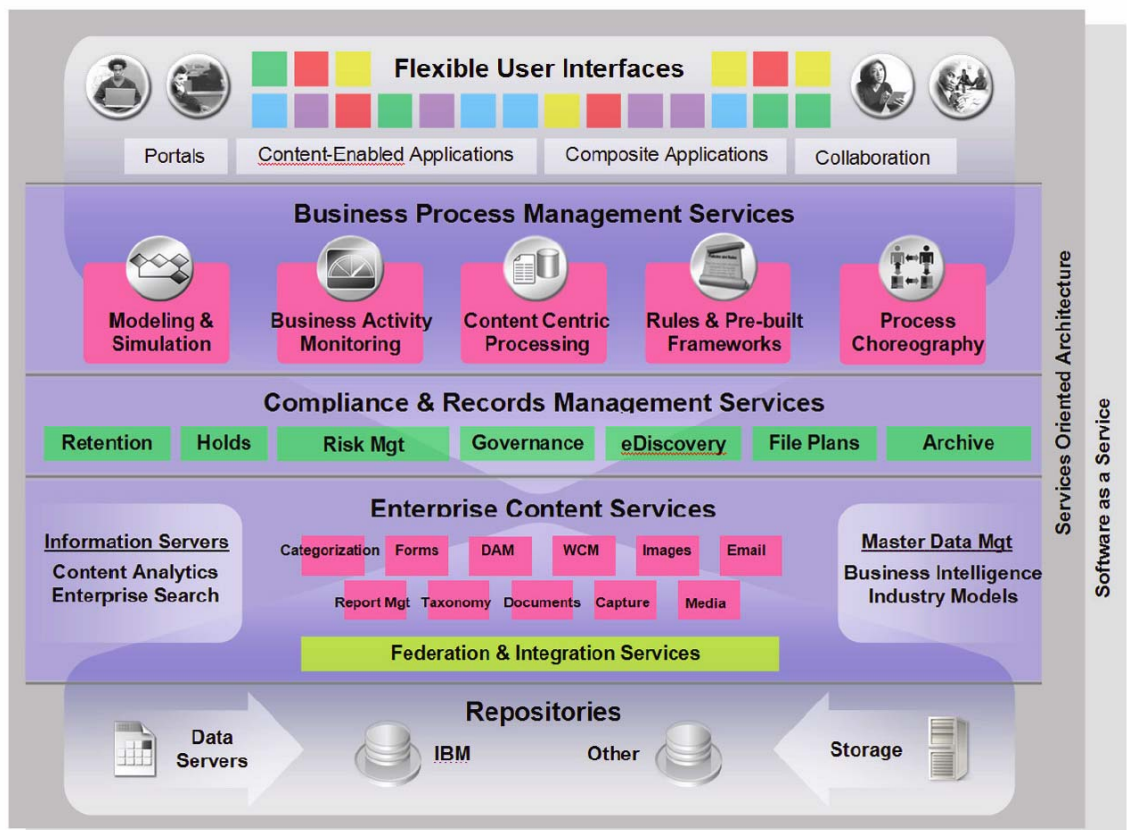 Flexible User Interfaces
Portals
Content-Enabled Applications
Composite Applications
Collaboration
Business Process Management Services
Modeling &
Simulation
Business Activity
Monitoring
Content Centric
Processing
Rules & Pre-built
Frameworks
Process
Choreography
Compliance & Records Management Services
Retention
Holds
Risk Mgt
Governance
eDiscovery
File Plans
Archive
Enterprise Content Services
Information Servers
Content Analytics
Enterprise Search
Categorization
Forms
DAM
WCM
Images
Email
Report Mgt
Taxonomy
Documents
Capture
Media
Master Data Mgt
Business Intelligence
Industry Models
Federation & Integration Services
Repositories
Data
Servers
IBM
Other
Storage
Services Oriented Architecture
Software as a Service